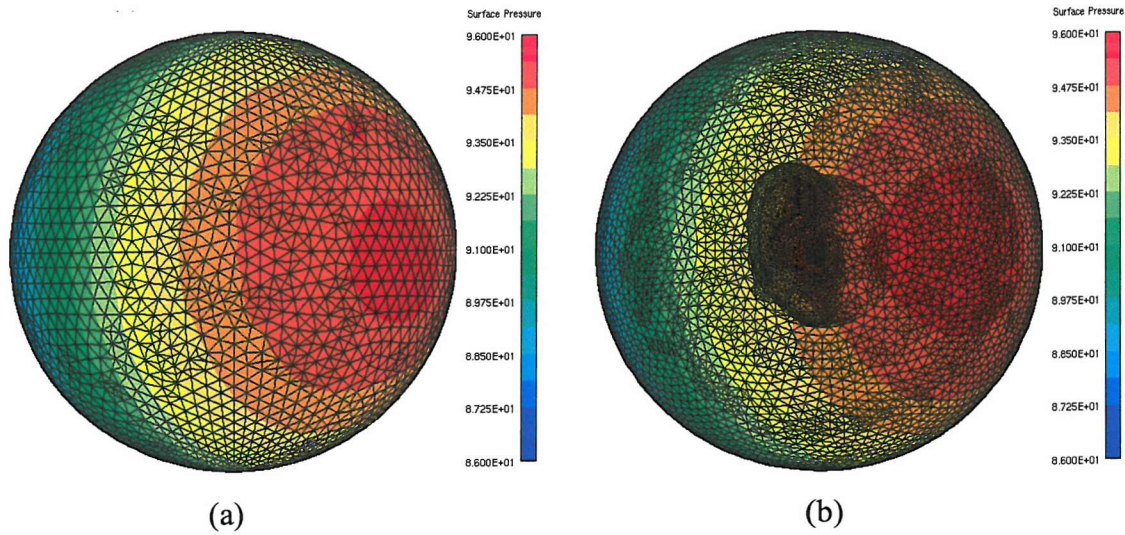 Surface Pressure
9.600E+01
9.475E+01
9.350E+01
9.225E+01
9.100E+01
8.975E+01
8.850E+01
8.725E+01
8.600E+01
(a)
Surface Pressure
9.600E+01
9.475E+01
9.350E+01
9.225E+01
9.100E+01
8.975E+01
8.850E+01
8.725E+01
8.600E+01
(b)